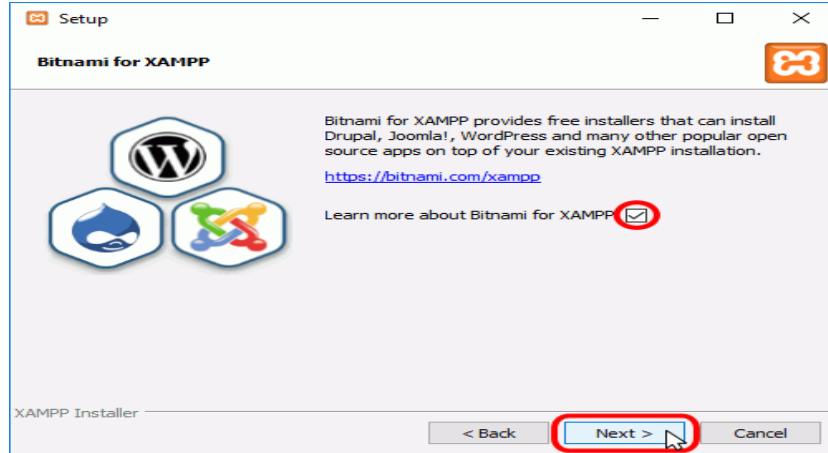 Setup
Bitnami for XAMPP
Bitnami for XAMPP provides free installers that can install
Drupal, Joomla!, WordPress and many other popular open
source apps on top of your existing XAMPP installation.
https://bitnami.com/xampp
Learn more about Bitnami for XAMPP
XAMPP Installer
< Back Next > Cancel